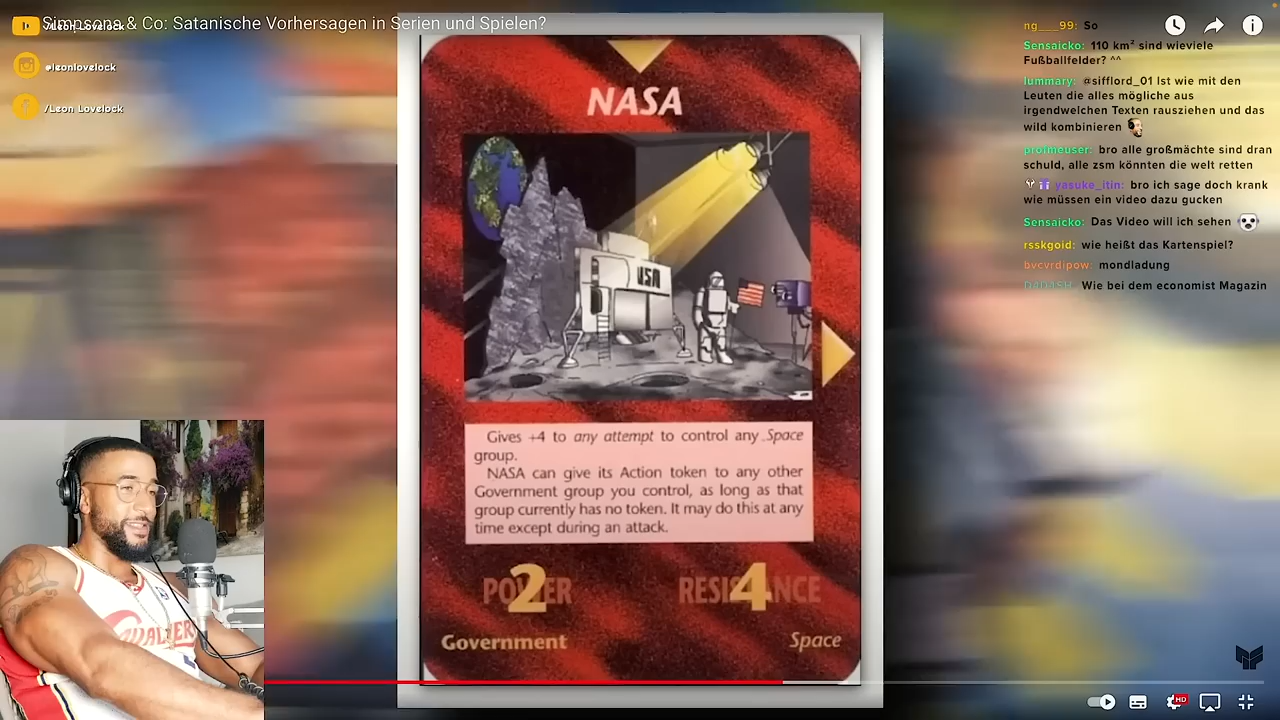 Simpsons & Co: Satanische Vorhersagen in Serien und Spielen?
/Leon Lovelock
@leonlovelock
/Leon Lovelock
NASA
USA
Gives +4 to any attempt to control any Space
group.
NASA can give its Action token to any other
Government group you control, as long as that
group currently has no token. It may do this at any
time except during an attack.
POWER
2
RESISTANCE
4
Government
Space
ng___99: So
Sensaicko: 110 km² sind wieviele
Fußballfelder? ^^
lummary: @sifflord_01 Ist wie mit den
Leuten die alles mögliche aus
irgendwelchen Texten rausziehen und das
wild kombinieren
profmeuser: bro alle großmächte sind dran
schuld, alle zsm könnten die welt retten
yasuke_itin: bro ich sage doch krank
wie müssen ein video dazu gucken
Sensaicko: Das Video will ich sehen
rsskgoid: wie heißt das Kartenspiel?
bvcvrdipow: mondladung
Wie bei dem economist Magazin
HD